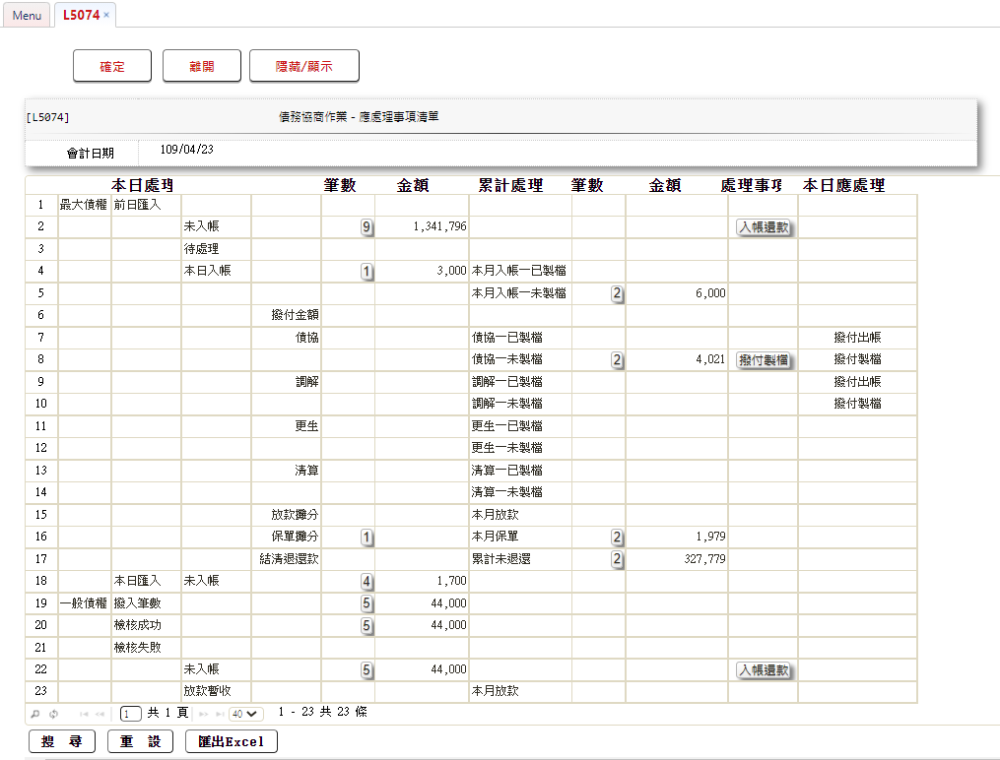 Menu L5074 ×
確定 離開 隱藏/顯示
[L5074] 債務協商作業 - 應處理事項清單
會計日期 109/04/23
本日處理 筆數 金額 累計處理 筆數 金額 處理事項 本日應處理
1 最大債權 前日匯入
2 未入帳 9 1,341,796 入帳還款
3 待處理
4 本日入帳 1 3,000 本月入帳一已製檔
5 本月入帳一未製檔 2 6,000
6 撥付金額
7 債協 債協一已製檔 撥付出帳
8 債協一未製檔 2 4,021 撥付製檔 撥付製檔
9 調解 調解一已製檔 撥付出帳
10 調解一未製檔 撥付製檔
11 更生 更生一已製檔
12 更生一未製檔
13 清算 清算一已製檔
14 清算一未製檔
15 放款攤分 本月放款
16 保單攤分 1 本月保單 2 1,979
17 結清退還款 累計未退還 2 327,779
18 本日匯入 未入帳 4 1,700
19 一般債權 撥入筆數 5 44,000
20 檢核成功 5 44,000
21 檢核失敗
22 未入帳 5 44,000 入帳還款
23 放款暫收 本月放款
1 共 1 頁 40 1 - 23 共 23 條
搜 尋 重 設 匯出Excel